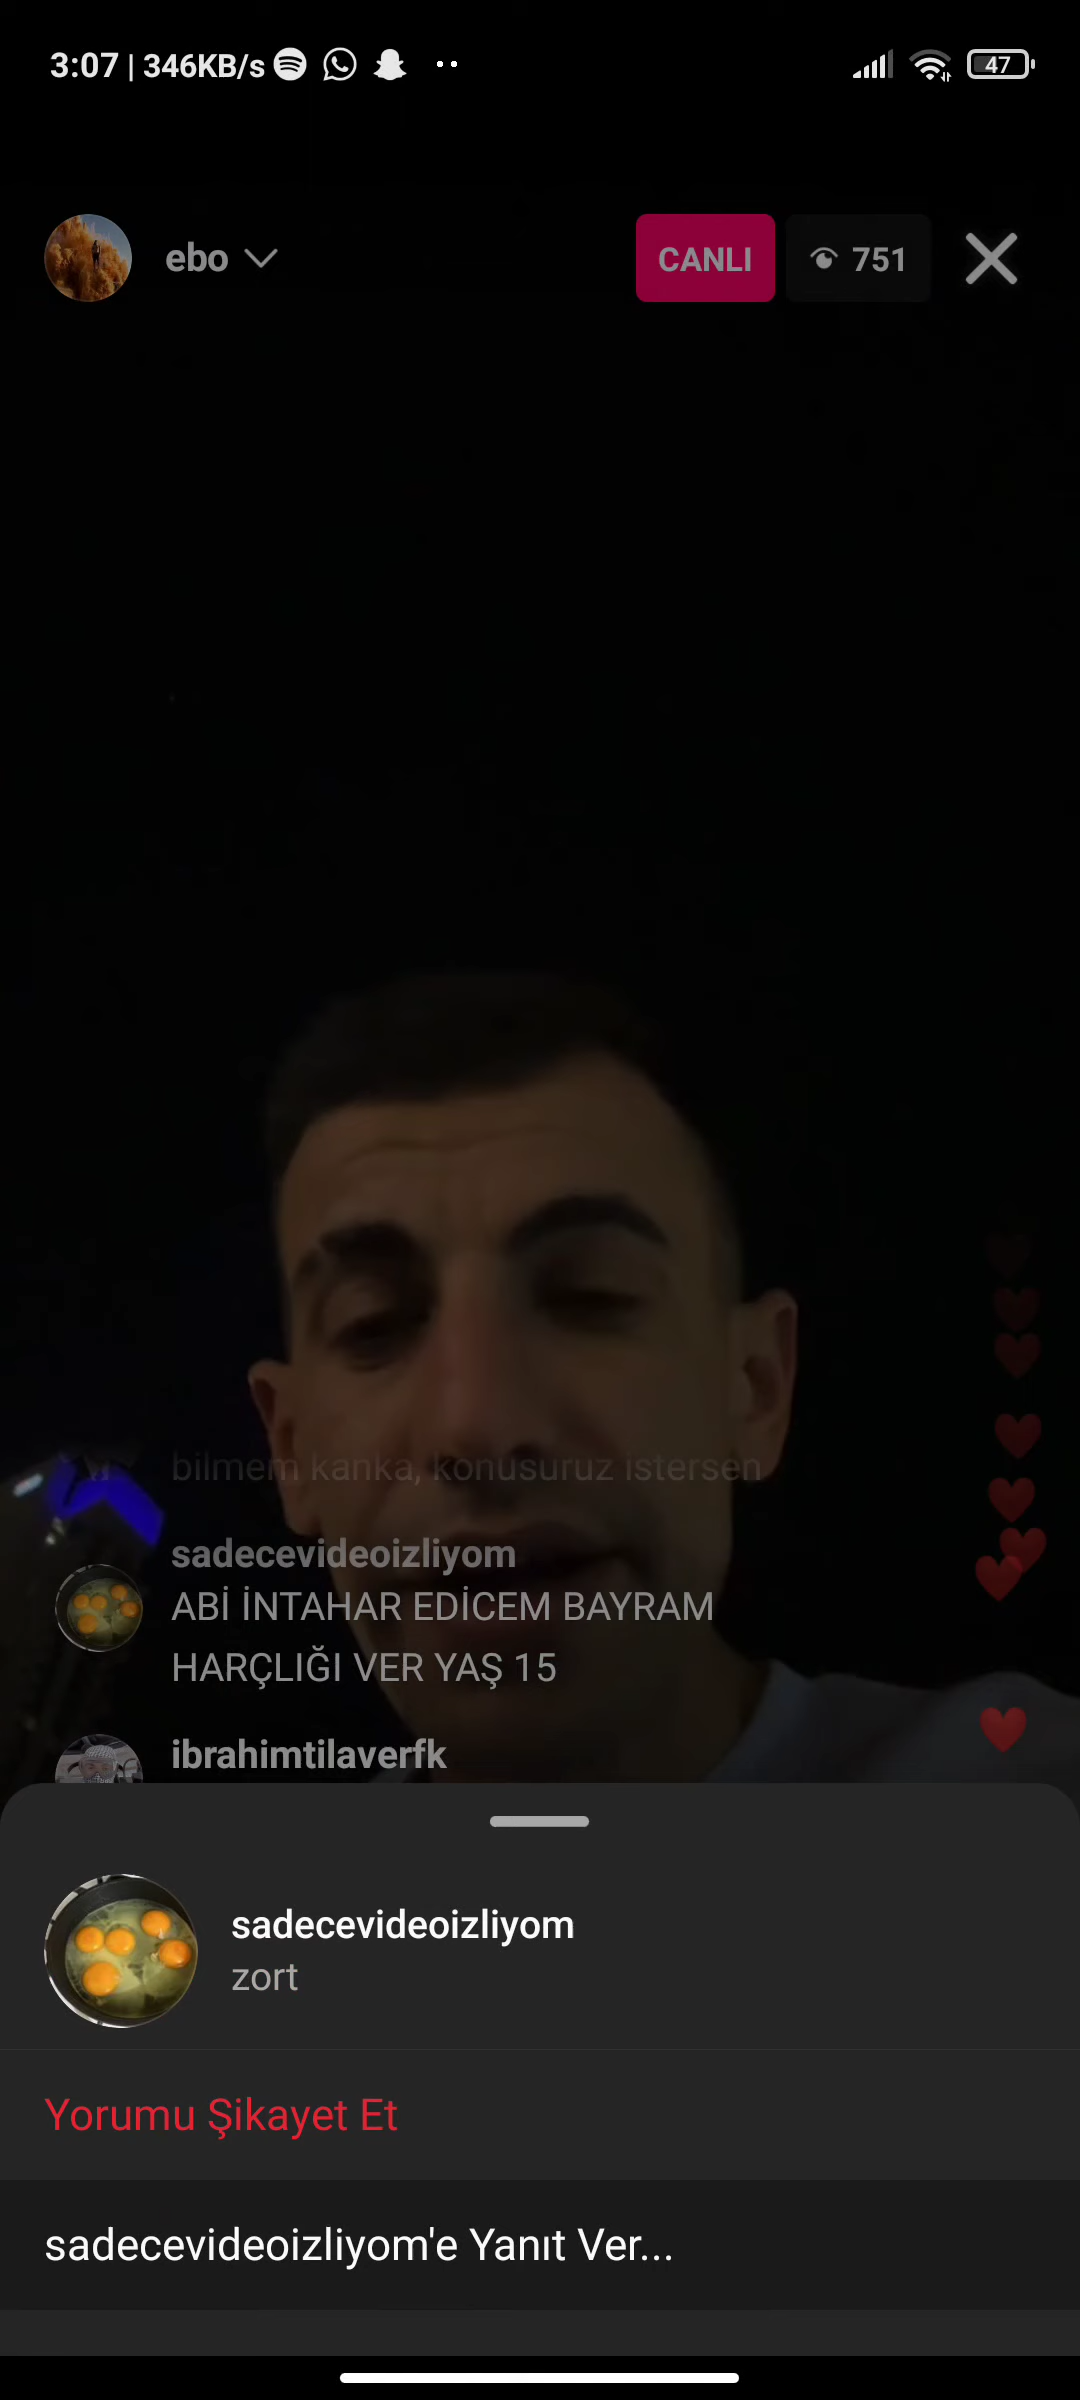 3:07 | 346KB/s
47
ebo
CANLI
751
bilmem kanka, konusuruz istersen
sadecevideoizliyom
ABİ İNTAHAR EDİCEM BAYRAM
HARÇLIĞI VER YAŞ 15
ibrahimtilaverfk
sadecevideoizliyom
zort
Yorumu Şikayet Et
sadecevideoizliyom'e Yanıt Ver...